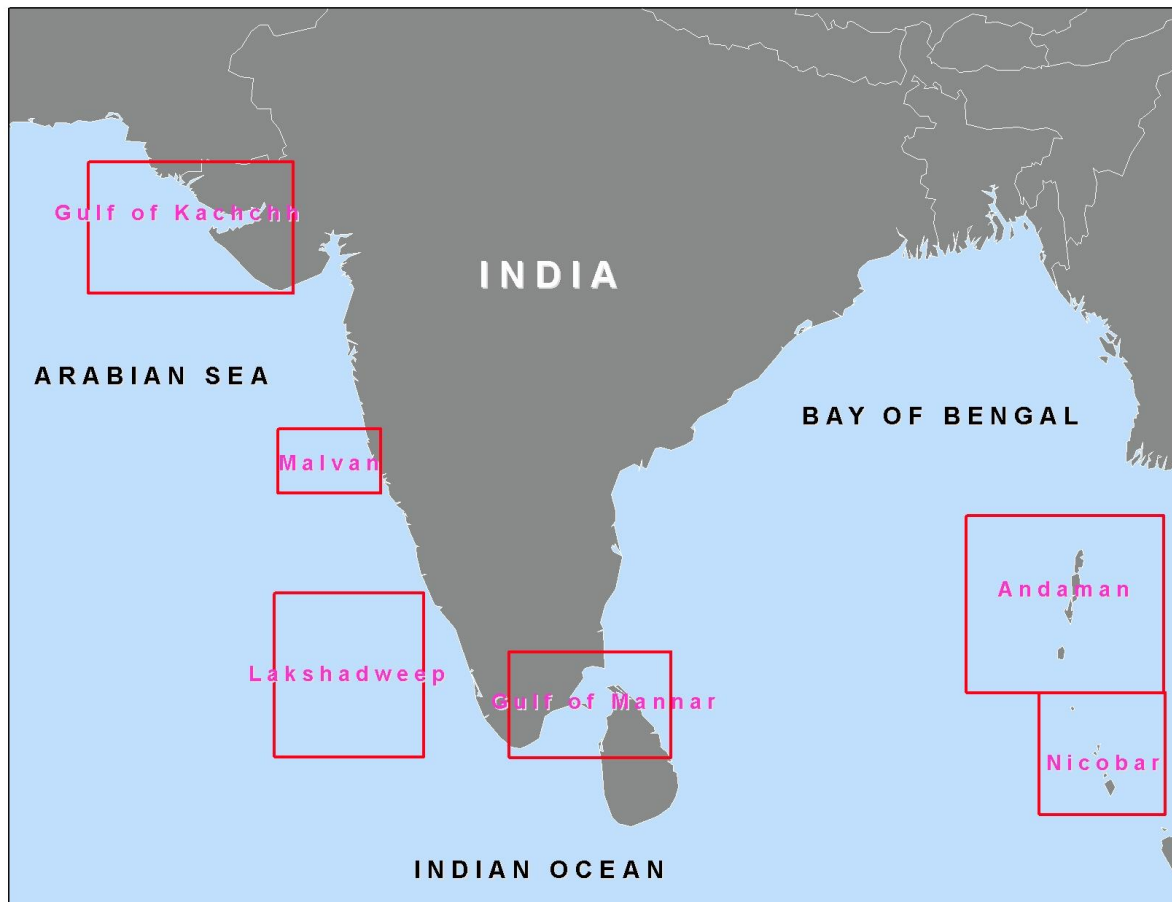 Gulf of Kachchh
INDIA
ARABIAN SEA
BAY OF BENGAL
Malvan
Andaman
Lakshadweep
Gulf of Mannar
Nicobar
INDIAN OCEAN